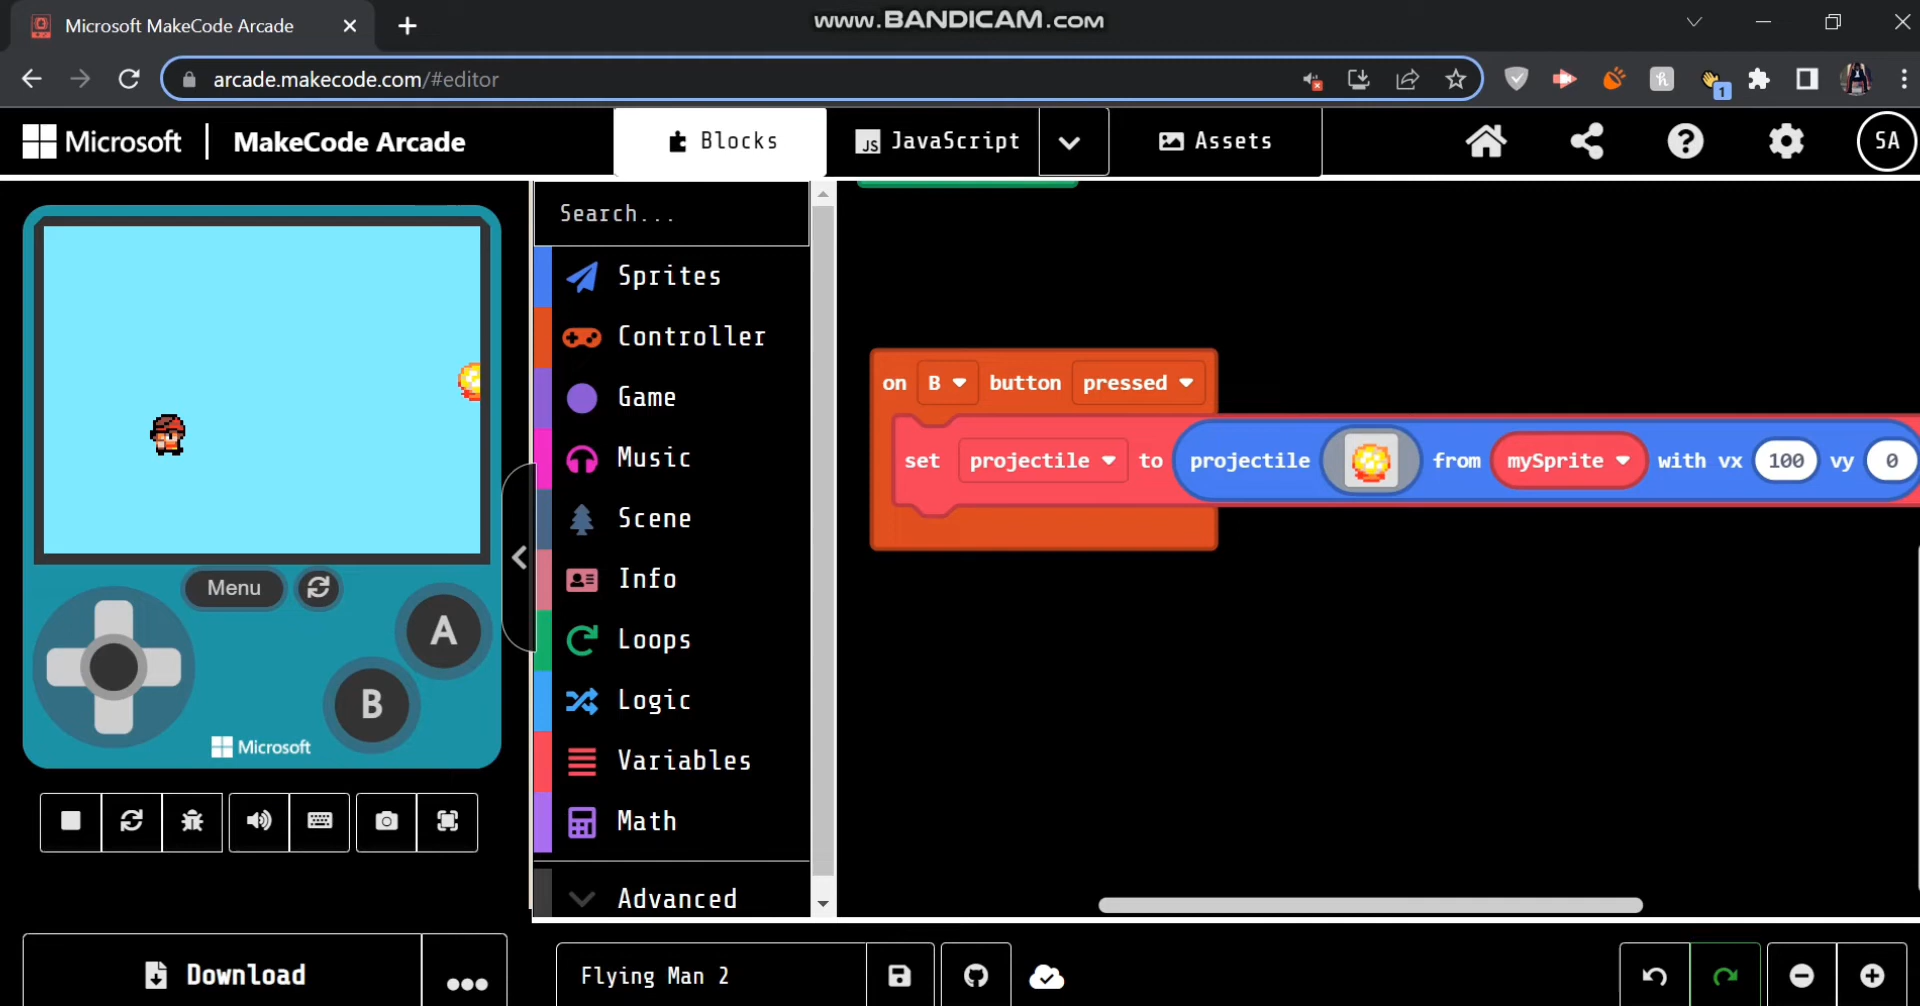 Microsoft MakeCode Arcade
www.BANDICAM.com
arcade.makecode.com/#editor
1
Microsoft
MakeCode Arcade
Blocks
JS JavaScript
Assets
SA
Search...
Sprites
Controller
Game
Music
Scene
Info
Loops
Logic
Variables
Math
Advanced
on B button pressed
set projectile to projectile from mySprite with vx 100 vy 0
Menu
A
B
Microsoft
Download
Flying Man 2